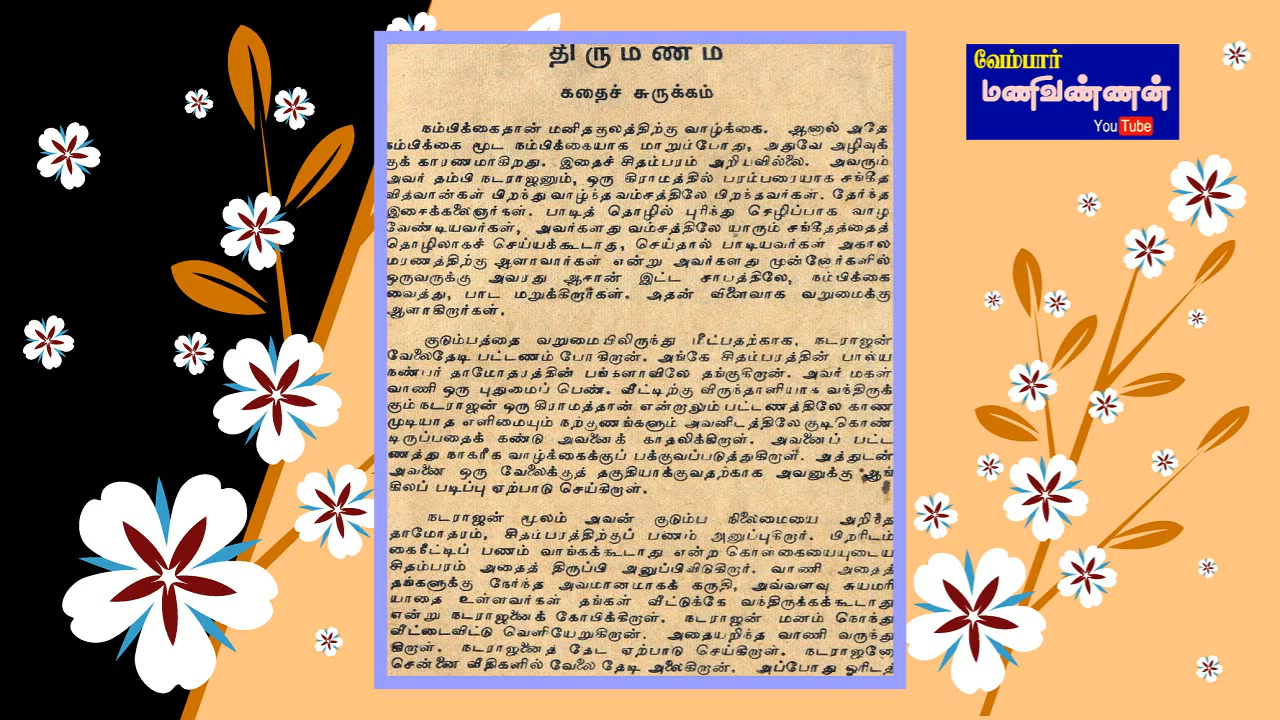 திருமணம்
கதைச் சுருக்கம்
நம்பிக்கைதான் மனிதகுலத்திற்கு வாழ்க்கை. ஆனால் அதே
நம்பிக்கை மூட நம்பிக்கையாக மாறும்போது, அதுவே அழிவுக்
குக் காரணமாகிறது. இதைச் சிதம்பரம் அறியவில்லை. அவரும்
அவர் தம்பி நடராஜனும், ஒரு கிராமத்தில் பரம்பரையாக சங்கீத
வித்வான்கள் பிறந்து வாழ்ந்த வம்சத்திலே பிறந்தவர்கள். தேர்ந்த
இசைக்கலைஞர்கள். பாடித் தொழில் புரிந்து செழிப்பாக வாழ
வேண்டியவர்கள், அவர்களது வம்சத்திலே யாரும் சங்கீதத்தைத்
தொழிலாகச் செய்யக்கூடாது, செய்தால் பாடியவர்கள் அகால
மரணத்திற்கு ஆளாவார்கள் என்று அவர்களது முன்னோர்களில்
ஒருவருக்கு அவரது ஆசான் இட்ட சாபத்திலே, நம்பிக்கை
வைத்து, பாட மறுக்கிறார்கள். அதன் விளைவாக வறுமைக்கு
ஆளாகிறார்கள்.
குடும்பத்தை வறுமையிலிருந்து மீட்பதற்காக, நடராஜன்
வேலைதேடி பட்டணம் போகிறான். அங்கே சிதம்பரத்தின் பால்ய
நண்பர் தாமோதரத்தின் பங்களாவிலே தங்குகிறான். அவர் மகள்
வாணி ஒரு புதுமைப் பெண். வீட்டிற்கு விருந்தாளியாக வந்திருக்
கும் நடராஜன் ஒரு கிராமத்தான் என்றாலும் பட்டணத்திலே காண
முடியாத எளிமையும் நற்குணங்களும் அவனிடத்திலே குடிகொண்
டிருப்பதைக் கண்டு அவனைக் காதலிக்கிறாள். அவனைப் பட்ட
ணத்து நாகரீக வாழ்க்கைக்குப் பக்குவப்படுத்துகிறாள். அத்துடன்
அவனை ஒரு வேலைக்குத் தகுதியாக்குவதற்காக அவனுக்கு ஆங்
கிலப் படிப்பு ஏற்பாடு செய்கிறாள்.
நடராஜன் மூலம் அவன் குடும்ப நிலைமையை அறிந்த
தாமோதரம், சிதம்பரத்திற்குப் பணம் அனுப்புகிறார். பிறரிடம்
கைநீட்டிப் பணம் வாங்கக்கூடாது என்ற கொள்கையையுடைய
சிதம்பரம் அதைத் திருப்பி அனுப்பிவிடுகிறார். வாணி அதைத்
தங்களுக்கு நேர்ந்த அவமானமாகக் கருதி, அவ்வளவு சுயமரி
யாதை உள்ளவர்கள் தங்கள் வீட்டுக்கே வந்திருக்கக்கூடாது
என்று நடராஜனைக் கோபிக்கிறாள். நடராஜன் மனம் நொந்து
வீட்டைவிட்டு வெளியேறுகிறான். அதையறிந்த வாணி வருந்து
கிறாள். நடராஜனைத் தேட ஏற்பாடு செய்கிறாள். நடராஜனோ
சென்னை வீதிகளில் வேலை தேடி அலைகிறான். அப்போது ஓரிடத்
வேம்பார்
மணிவண்ணன்
YouTube